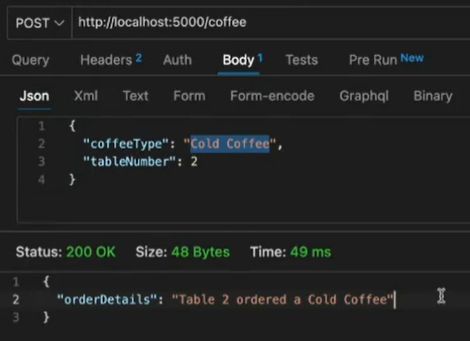 POST http://localhost:5000/coffee
Query Headers 2 Auth Body 1 Tests Pre Run New
Json Xml Text Form Form-encode Graphql Binary
1 {
2 "coffeeType": "Cold Coffee",
3 "tableNumber": 2
4 }
Status: 200 OK Size: 48 Bytes Time: 49 ms
1 {
2 "orderDetails": "Table 2 ordered a Cold Coffee"
3 }